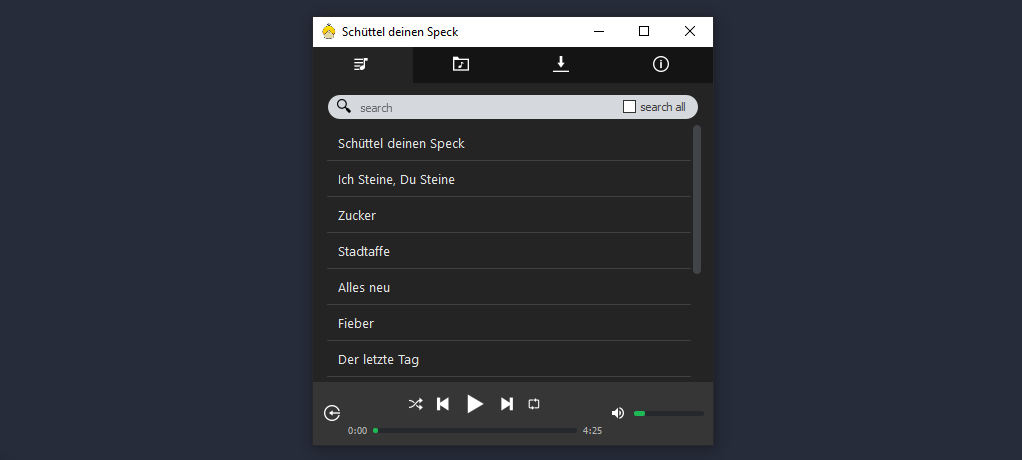 Schüttel deinen Speck
search
search all
Schüttel deinen Speck
Ich Steine, Du Steine
Zucker
Stadtaffe
Alles neu
Fieber
Der letzte Tag
0:00
4:25